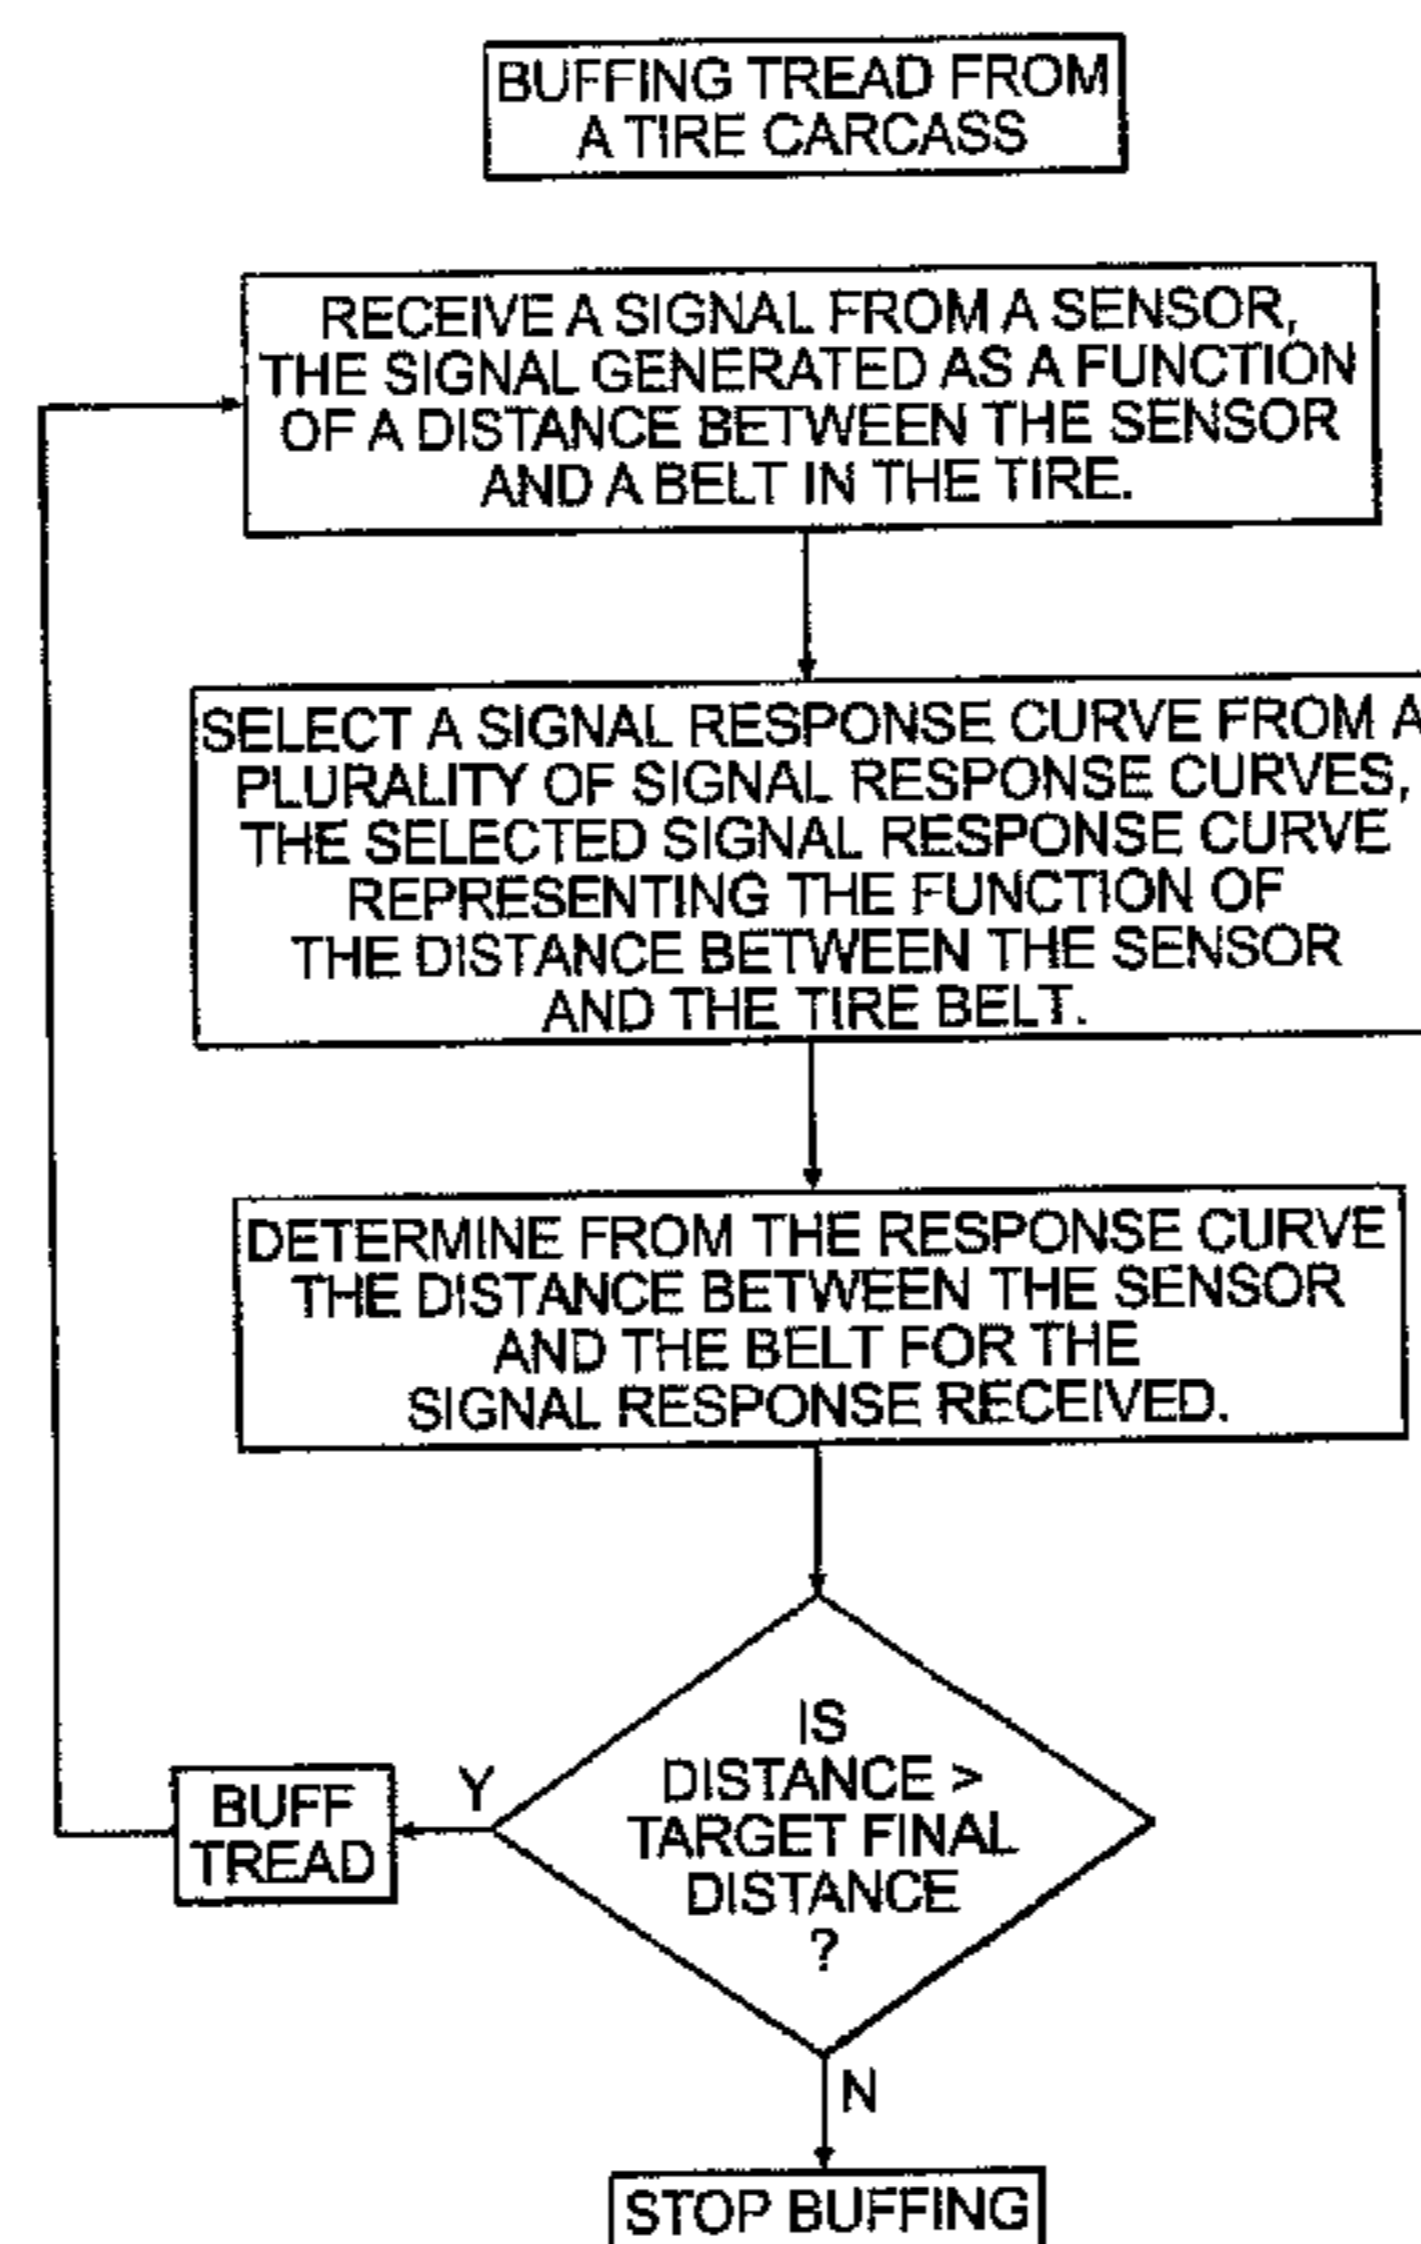 BUFFING TREAD FROM
A TIRE CARCASS
RECEIVE A SIGNAL FROM A SENSOR,
THE SIGNAL GENERATED AS A FUNCTION
OF A DISTANCE BETWEEN THE SENSOR
AND A BELT IN THE TIRE.
SELECT A SIGNAL RESPONSE CURVE FROM A
PLURALITY OF SIGNAL RESPONSE CURVES,
THE SELECTED SIGNAL RESPONSE CURVE
REPRESENTING THE FUNCTION OF
THE DISTANCE BETWEEN THE SENSOR
AND THE TIRE BELT.
DETERMINE FROM THE RESPONSE CURVE
THE DISTANCE BETWEEN THE SENSOR
AND THE BELT FOR THE
SIGNAL RESPONSE RECEIVED.
IS
DISTANCE >
TARGET FINAL
DISTANCE
?
Y
BUFF
TREAD
N
STOP BUFFING